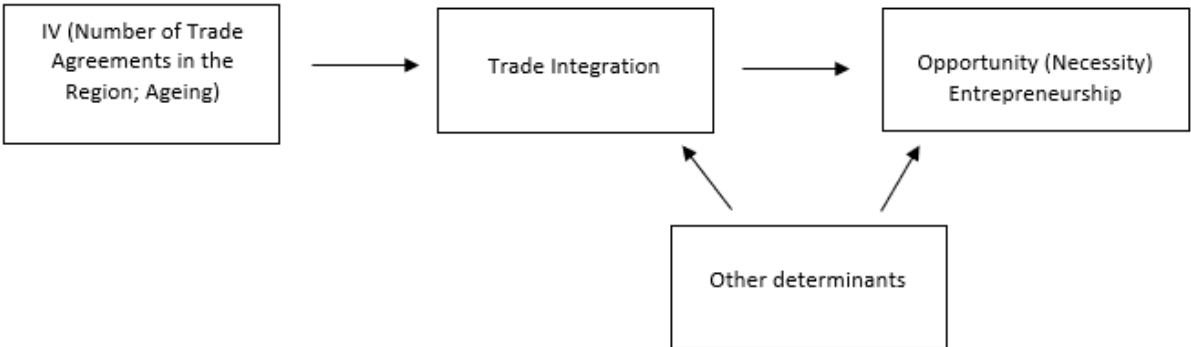 IV (Number of Trade
Agreements in the
Region; Ageing)
Trade Integration
Opportunity (Necessity)
Entrepreneurship
Other determinants